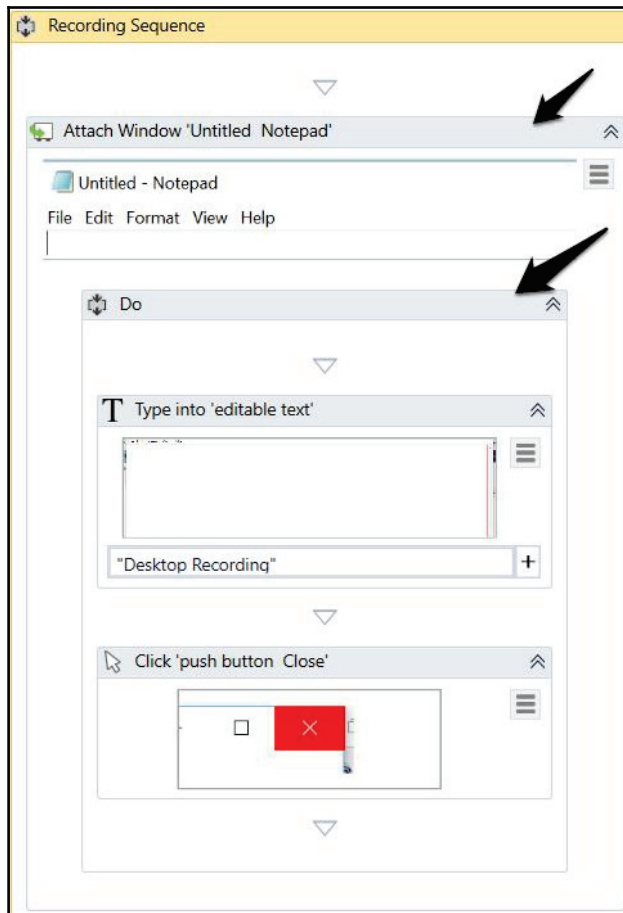 Recording Sequence
Attach Window 'Untitled Notepad'
Untitled - Notepad
File Edit Format View Help
Do
T Type into 'editable text'
"Desktop Recording"
+
Click 'push button Close'